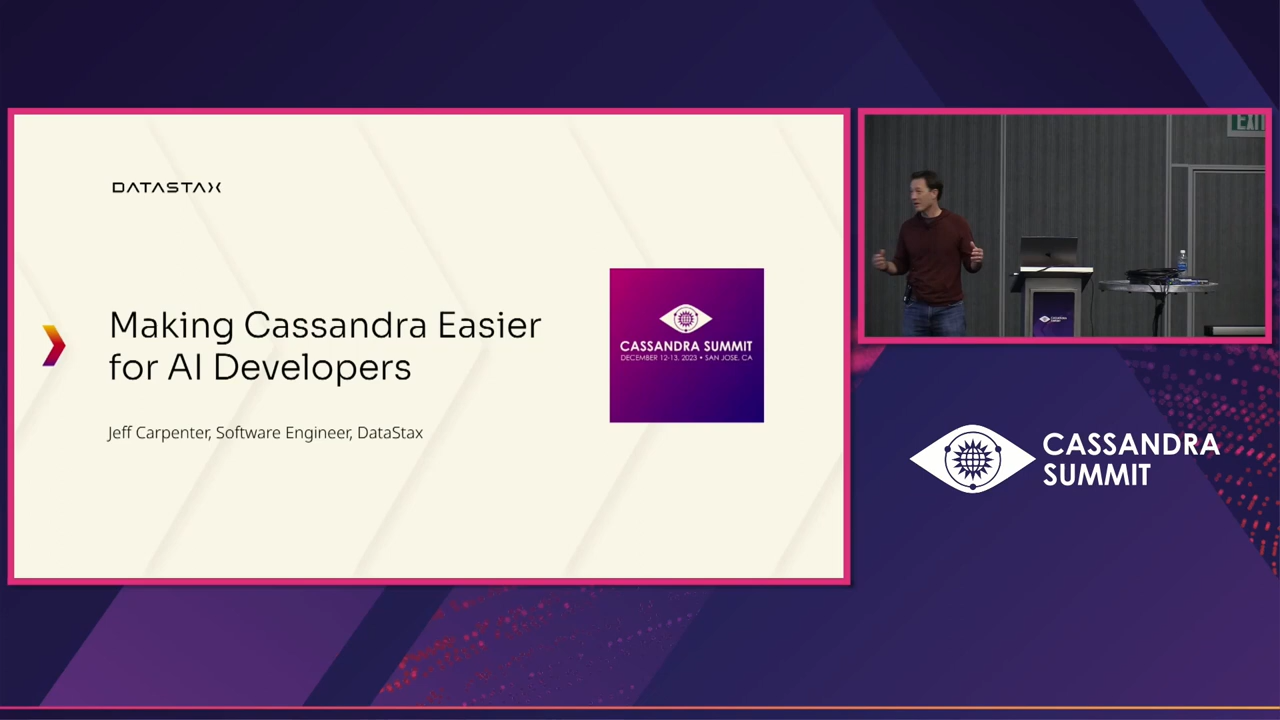 DATASTAX
Making Cassandra Easier
for AI Developers
Jeff Carpenter, Software Engineer, DataStax
CASSANDRA SUMMIT
DECEMBER 12-13, 2023 • SAN JOSE, CA
EXIT
CASSANDRA
SUMMIT